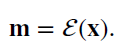 𝐦 = ℰ(𝐱).